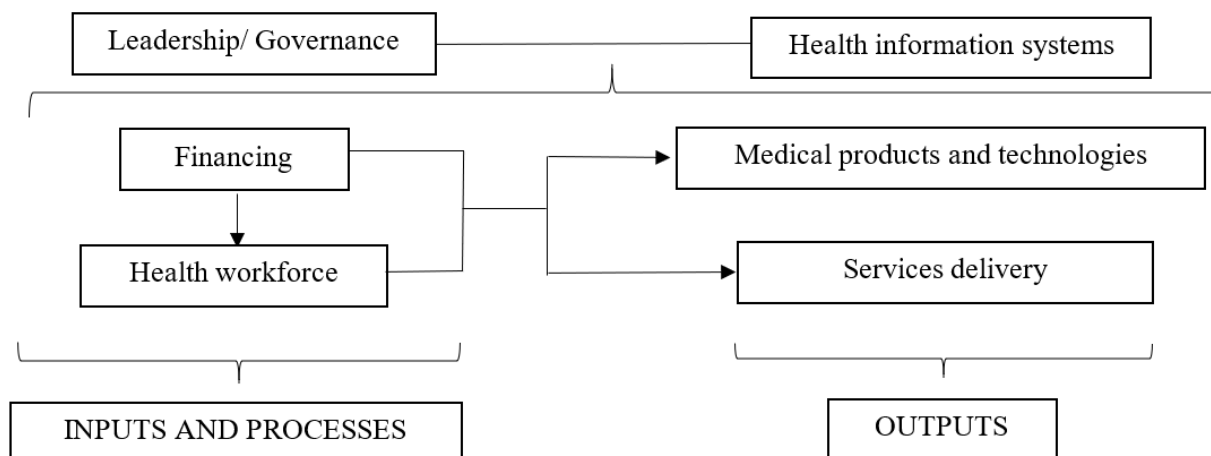 Leadership/ Governance
Health information systems
Financing
Medical products and technologies
Health workforce
Services delivery
INPUTS AND PROCESSES
OUTPUTS